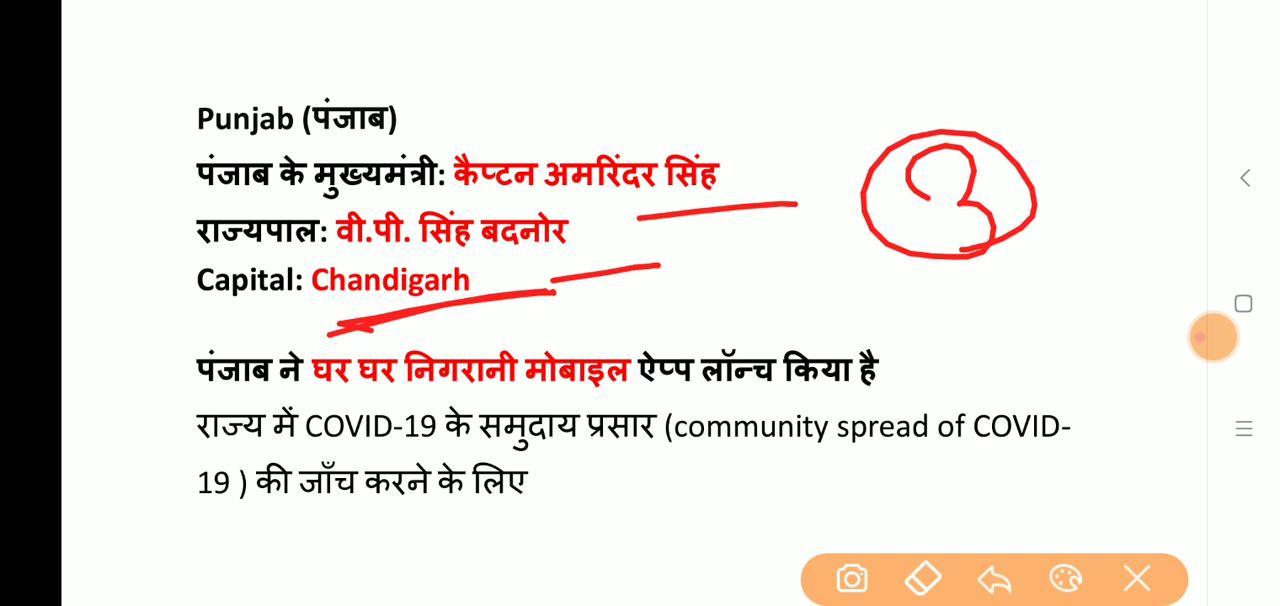 Punjab (पंजाब)
पंजाब के मुख्यमंत्री: कैप्टन अमरिंदर सिंह
राज्यपाल: वी.पी. सिंह बदनोर
Capital: Chandigarh
पंजाब ने घर घर निगरानी मोबाइल ऐप्प लॉन्च किया है
राज्य में COVID-19 के समुदाय प्रसार (community spread of COVID-
19 ) की जाँच करने के लिए